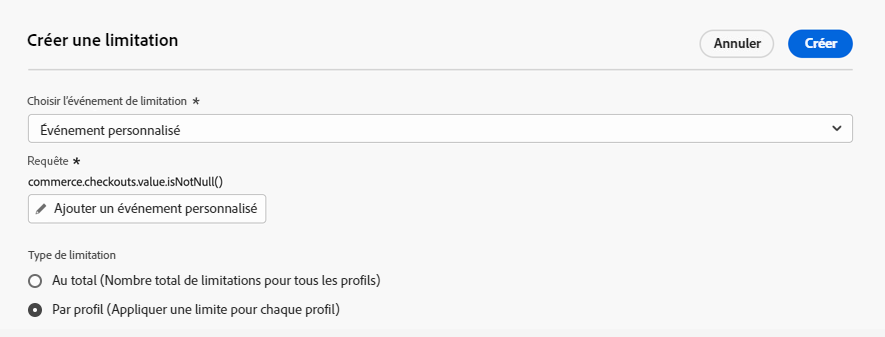 Créer une limitation
Annuler
Créer
Choisir l'événement de limitation *
Événement personnalisé
Requête *
commerce.checkouts.value.isNotNull()
Ajouter un événement personnalisé
Type de limitation
Au total (Nombre total de limitations pour tous les profils)
Par profil (Appliquer une limite pour chaque profil)